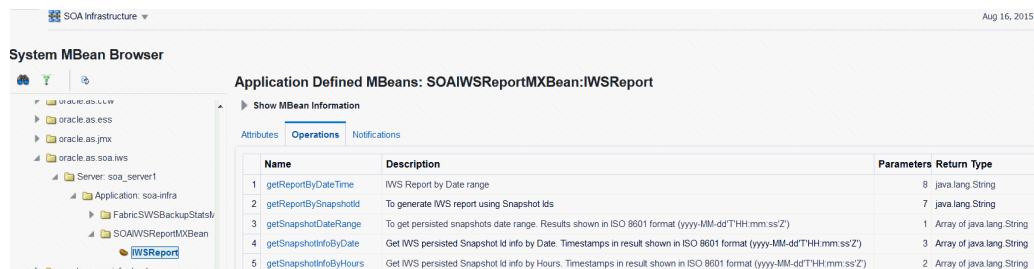 SOA Infrastructure
Aug 16, 2015
System MBean Browser
Application Defined MBeans: SOAIWSReportMXBean:IWSReport
Show MBean Information
Attributes Operations Notifications
oracle.as.ccw
oracle.as.ess
oracle.as.jmx
oracle.as.soa.iws
Server: soa_server1
Application: soa-infra
FabricSWSBackupStatsM
SOAIWSReportMXBean
IWSReport
Name Description Parameters Return Type
1 getReportByDateTime IWS Report by Date range 8 java.lang.String
2 getReportBySnapshotId To generate IWS report using Snapshot Ids 7 java.lang.String
3 getSnapshotDateRange To get persisted snapshots date range. Results shown in ISO 8601 format (yyyy-MM-dd'T'HH:mm:ss'Z') 1 Array of java.lang.String
4 getSnapshotInfoByDate Get IWS persisted Snapshot Id info by Date. Timestamps in result shown in ISO 8601 format (yyyy-MM-dd'T'HH:mm:ss'Z') 3 Array of java.lang.String
5 getSnapshotInfoByHours Get IWS persisted Snapshot Id info by Hours. Timestamps in result shown in ISO 8601 format (yyyy-MM-dd'T'HH:mm:ss'Z') 2 Array of java.lang.String